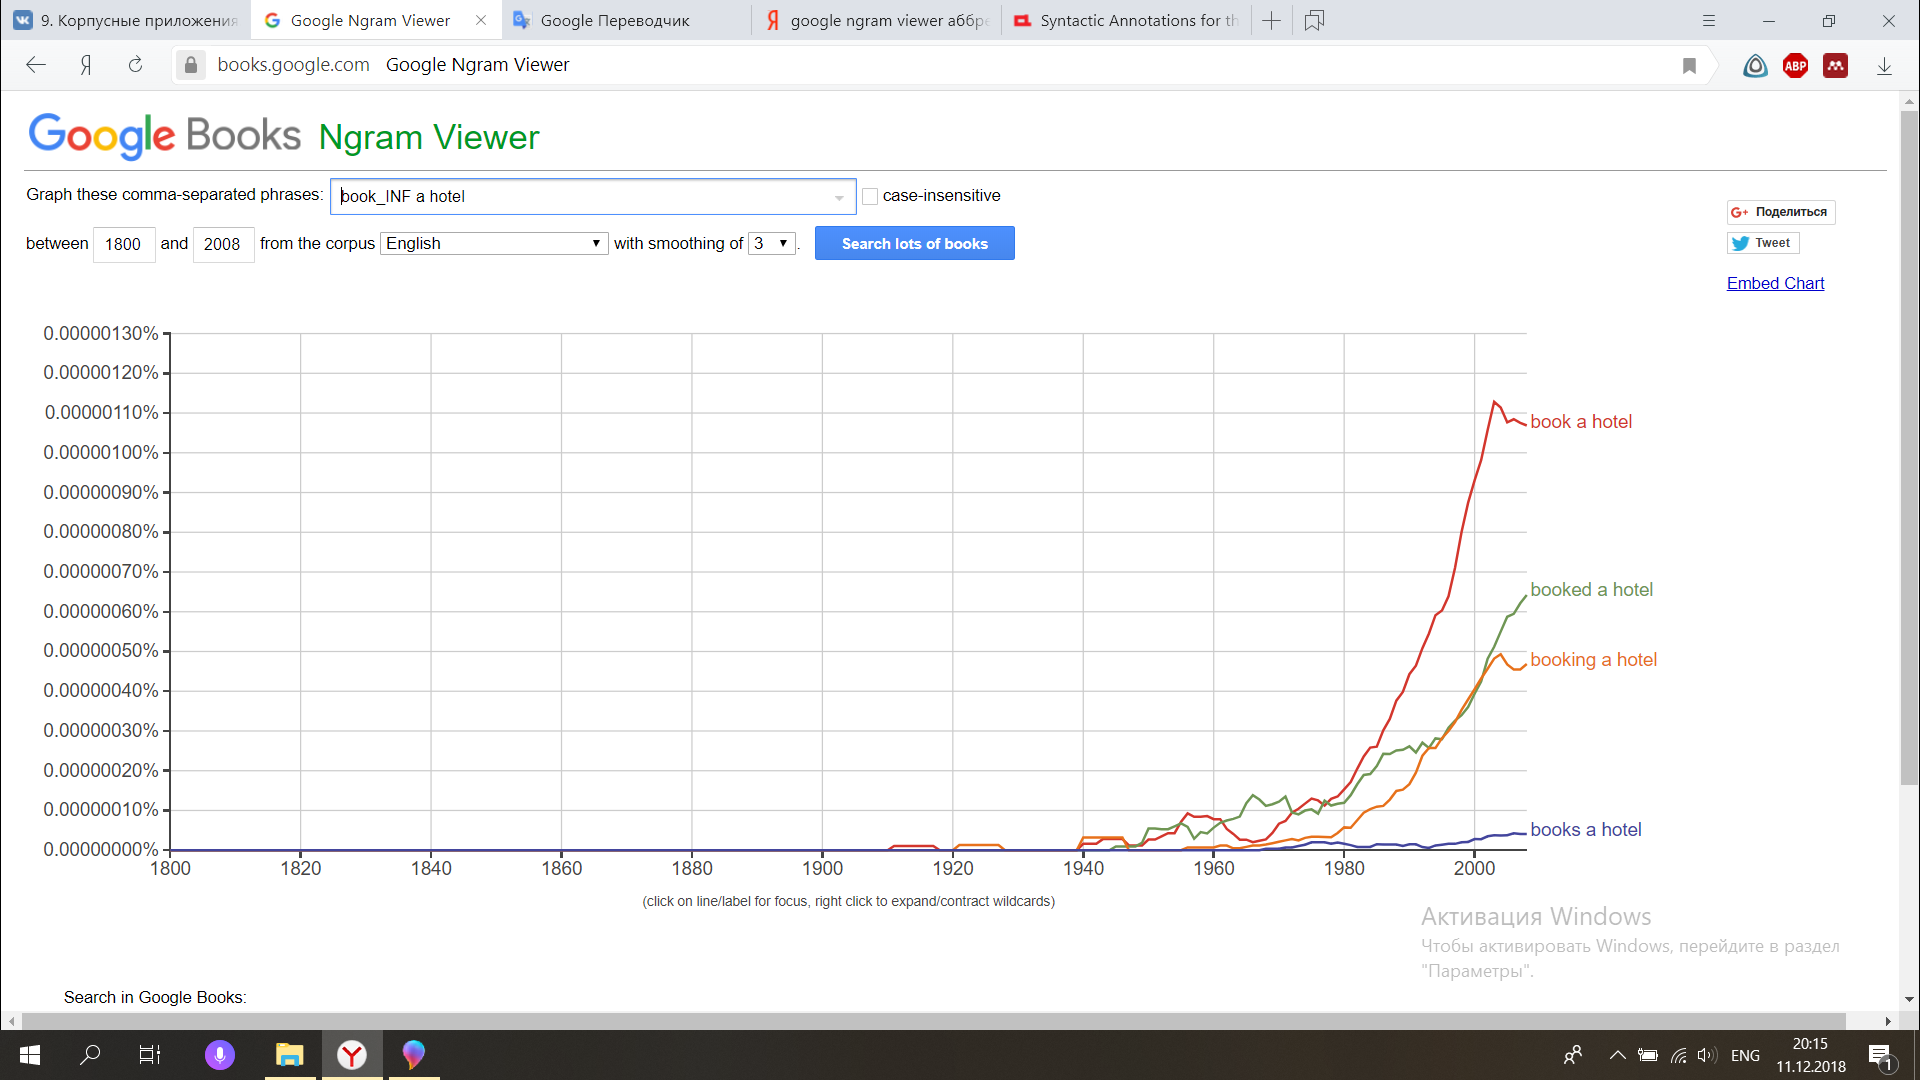 9. Корпусные приложения
Google Ngram Viewer
Google Переводчик
google ngram viewer аббре
Syntactic Annotations for th
books.google.com Google Ngram Viewer
ABP
Google Books Ngram Viewer
Graph these comma-separated phrases: book_INF a hotel case-insensitive
between 1800 and 2008 from the corpus English with smoothing of 3 . Search lots of books
G+ Поделиться
Tweet
Embed Chart
0.00000130%
0.00000120%
0.00000110%
0.00000100%
0.00000090%
0.00000080%
0.00000070%
0.00000060%
0.00000050%
0.00000040%
0.00000030%
0.00000020%
0.00000010%
0.00000000%
book a hotel
booked a hotel
booking a hotel
books a hotel
1800 1820 1840 1860 1880 1900 1920 1940 1960 1980 2000
(click on line/label for focus, right click to expand/contract wildcards)
Активация Windows
Чтобы активировать Windows, перейдите в раздел
"Параметры".
Search in Google Books:
ENG
20:15
11.12.2018
1